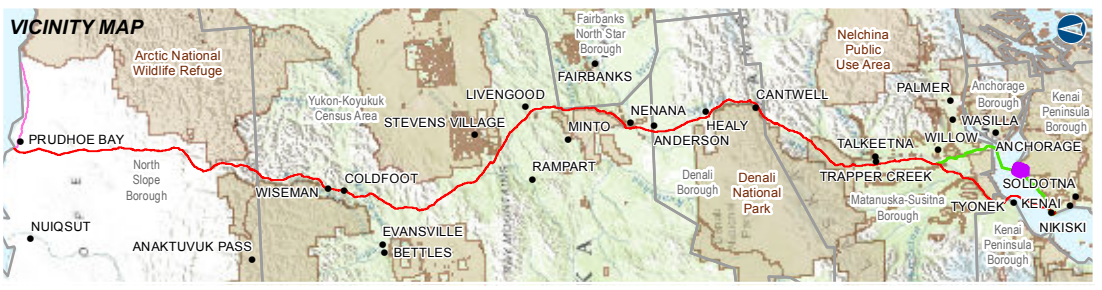 VICINITY MAP
Arctic National
Wildlife Refuge
Fairbanks
North Star
Borough
FAIRBANKS
Nelchina
Public
Use Area
PALMER
Anchorage
Borough
Kenai
Peninsula
Borough
Yukon-Koyukuk
Census Area
LIVENGOOD
STEVENS VILLAGE
NENANA
CANTWELL
WASILLA
PRUDHOE BAY
MINTO
ANDERSON
HEALY
TALKEETNA
WILLOW
ANCHORAGE
North
Slope
Borough
WISEMAN
COLDFOOT
RAMPART
Denali
Borough
Denali
National
Park
TRAPPER CREEK
SOLDOTNA
Matanuska-Susitna
Borough
TYONEK
KENAI
NUIQSUT
ANAKTUVUK PASS
EVANSVILLE
BETTLES
Kenai
Peninsula
Borough
NIKISKI